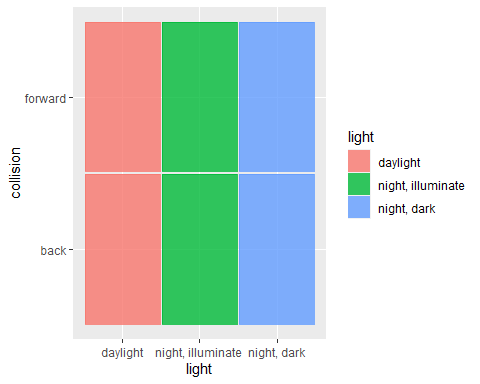 collision
forward
back
daylight
night, illuminate
night, dark
light
light
daylight
night, illuminate
night, dark